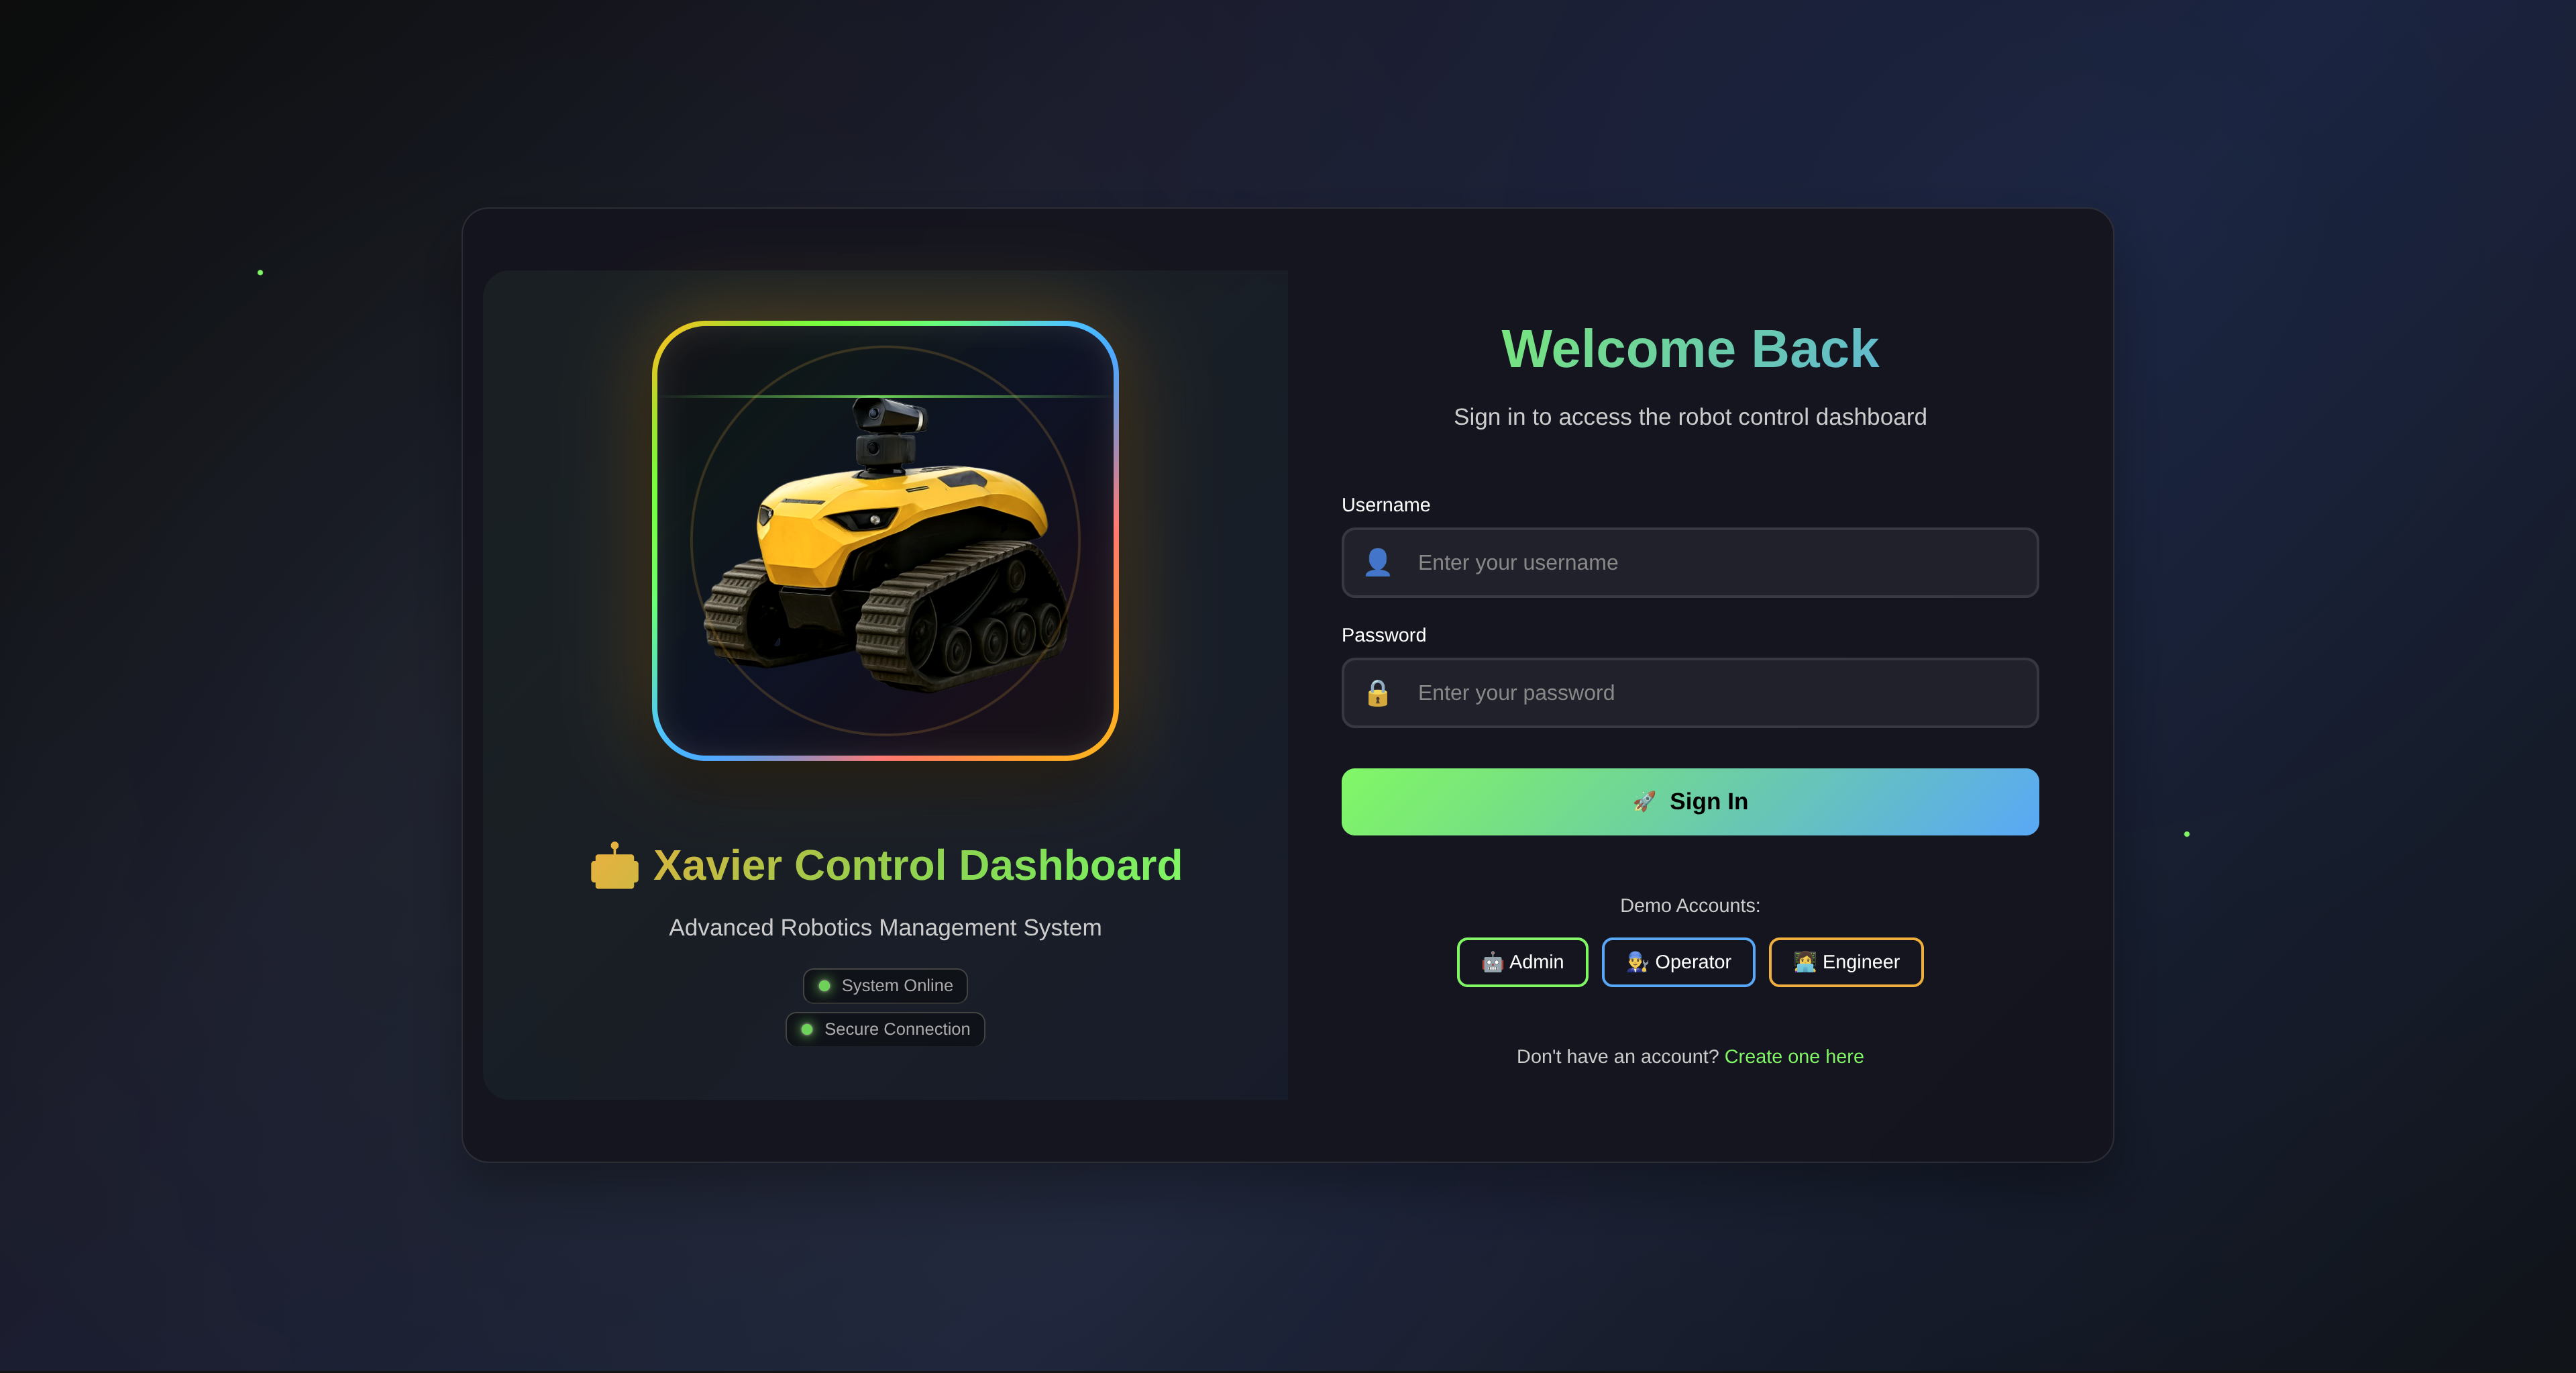 Xavier Control Dashboard
Advanced Robotics Management System
System Online
Secure Connection
Welcome Back
Sign in to access the robot control dashboard
Username
Enter your username
Password
Enter your password
Sign In
Demo Accounts:
Admin Operator Engineer
Don't have an account? Create one here